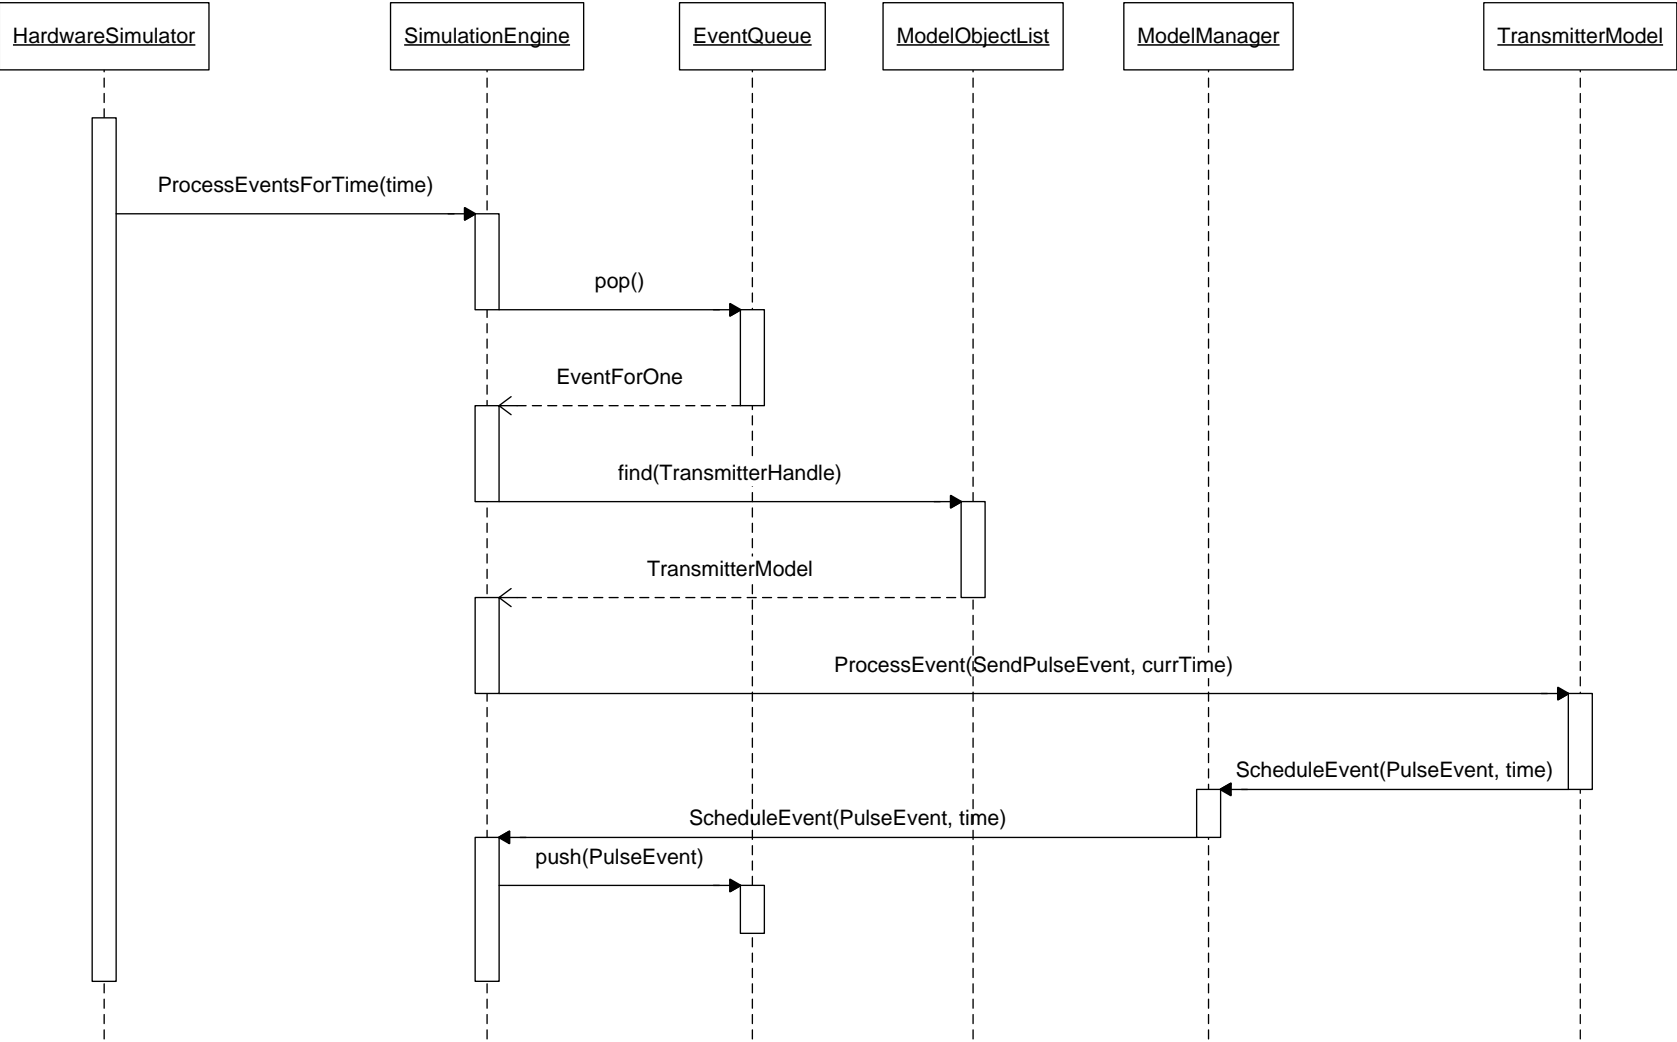 HardwareSimulator
SimulationEngine
EventQueue
ModelObjectList
ModelManager
TransmitterModel
ProcessEventsForTime(time)
pop()
EventForOne
find(TransmitterHandle)
TransmitterModel
ProcessEvent(SendPulseEvent, currTime)
ScheduleEvent(PulseEvent, time)
ScheduleEvent(PulseEvent, time)
push(PulseEvent)